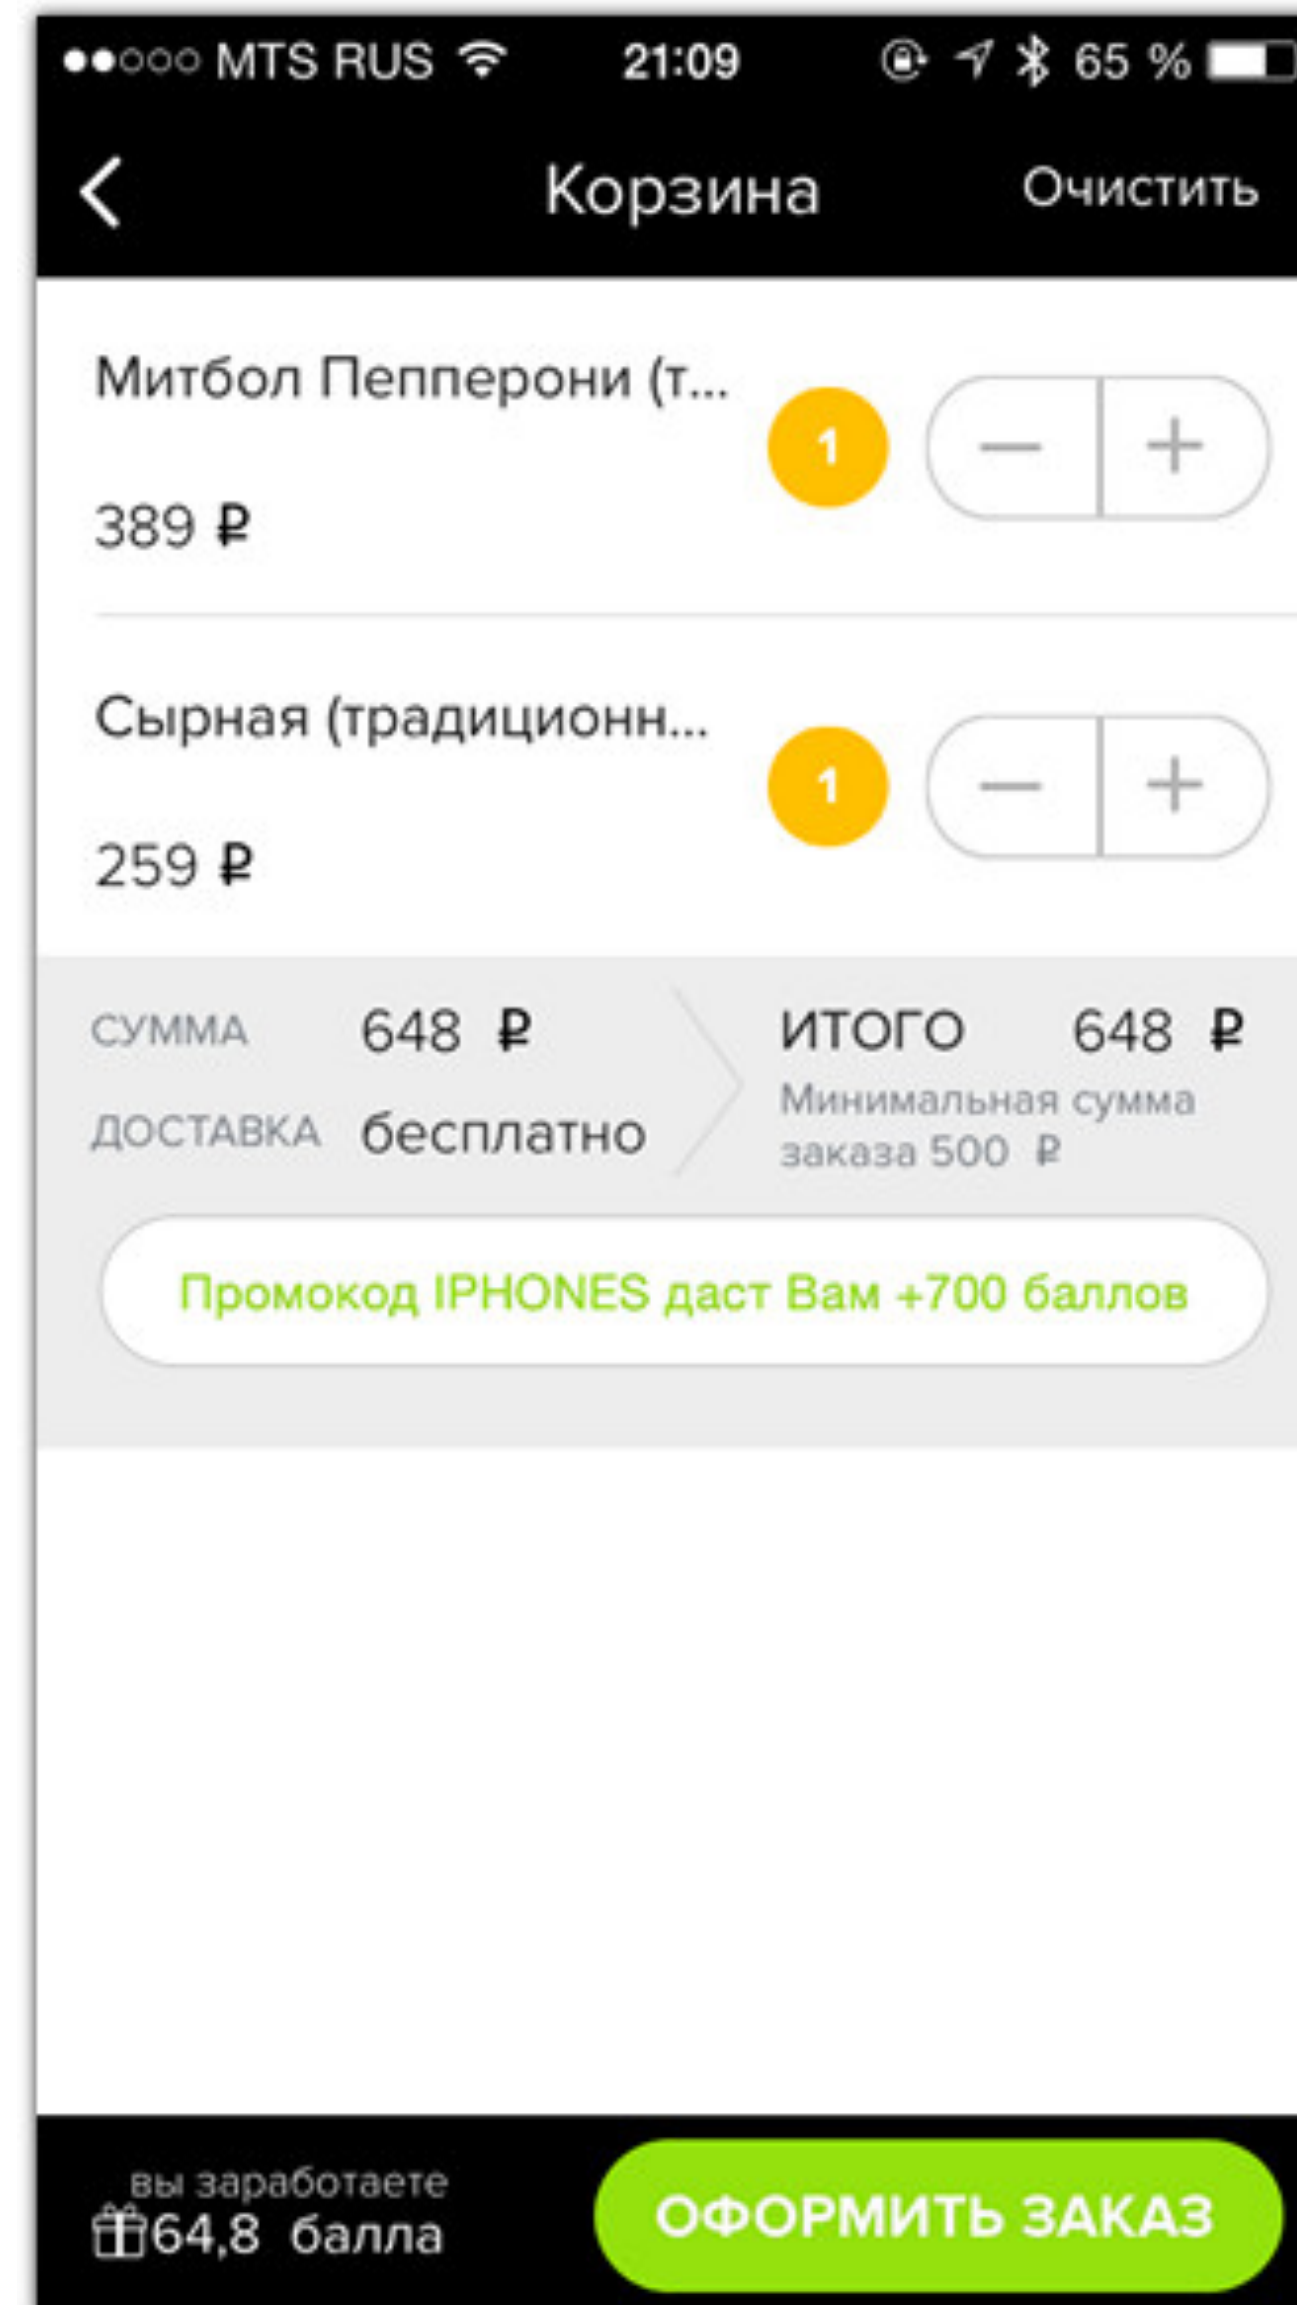 MTS RUS 21:09 65 %
Корзина Очистить
Митбол Пепперони (т...
1
389 ₽
Сырная (традиционн...
1
259 ₽
СУММА 648 ₽
ДОСТАВКА бесплатно
ИТОГО 648 ₽
Минимальная сумма
заказа 500 ₽
Промокод IPHONES даст Вам +700 баллов
вы заработаете
64,8 балла
ОФОРМИТЬ ЗАКАЗ